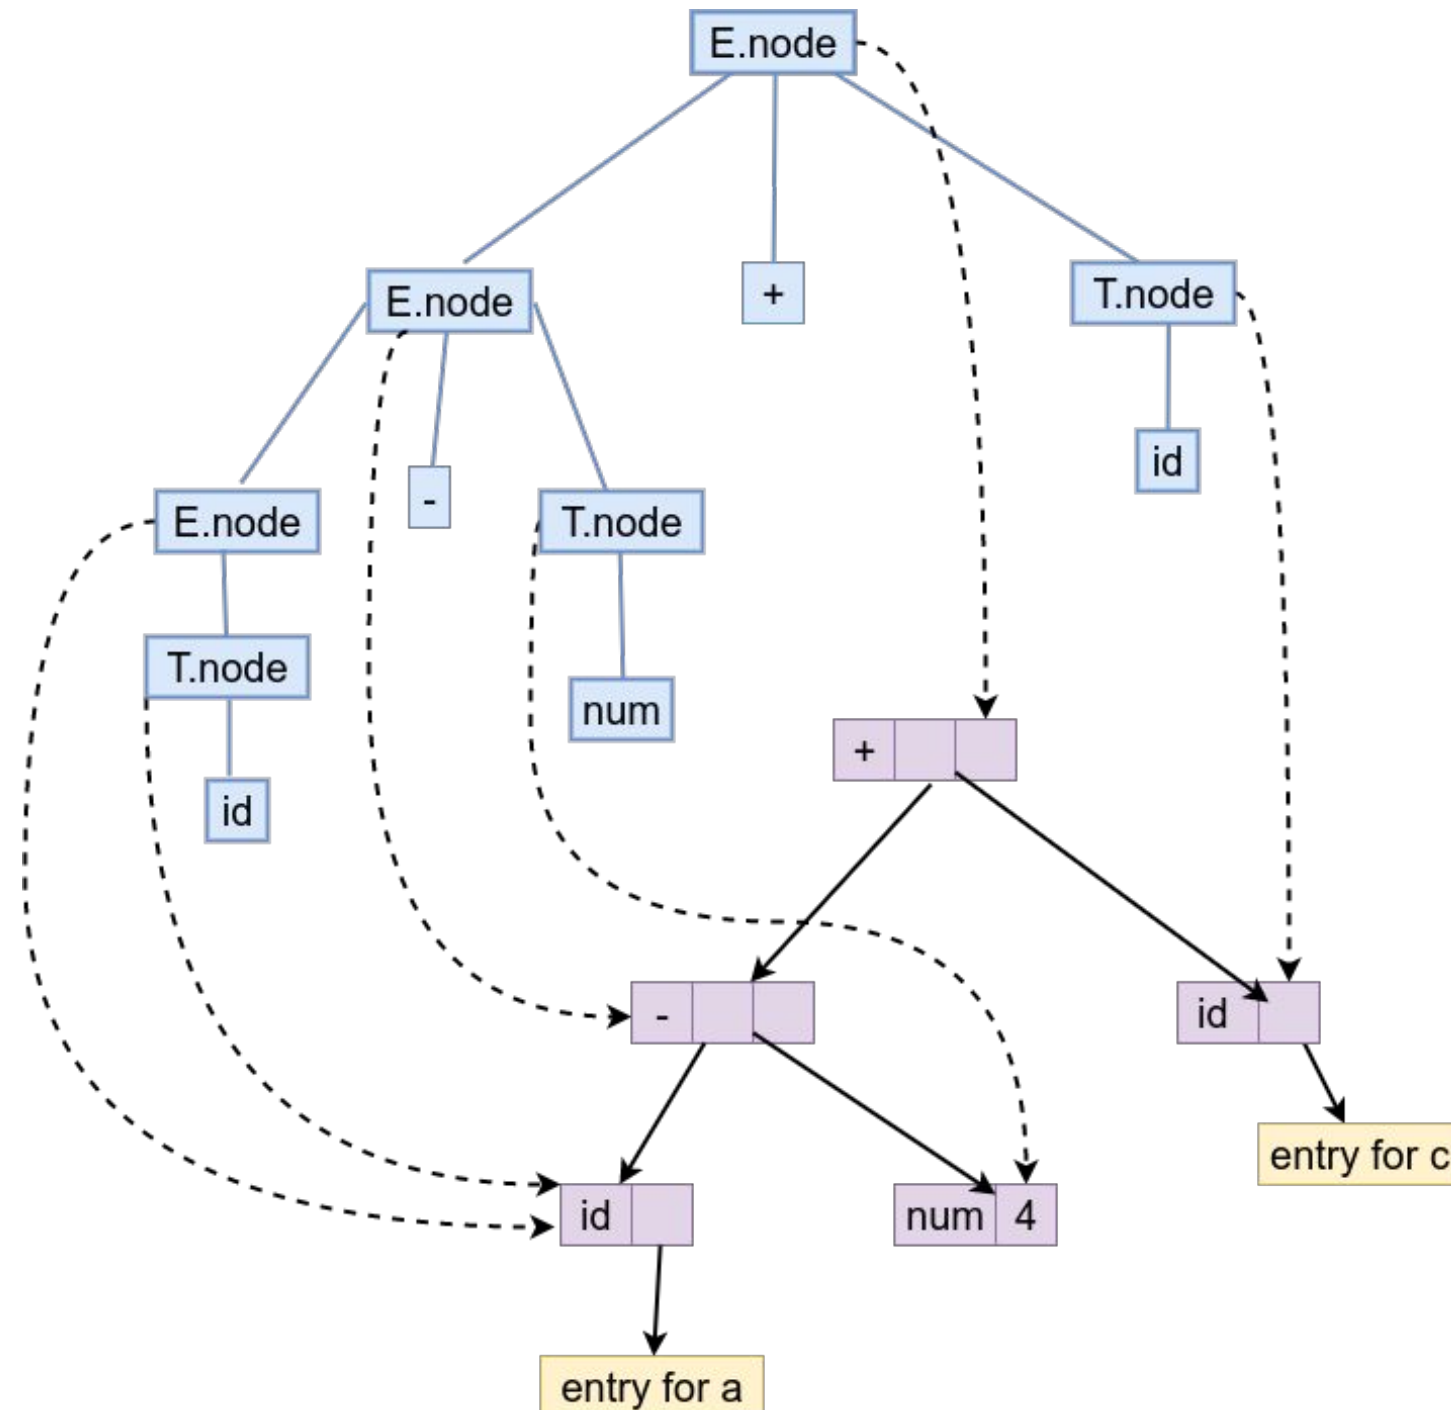 E.node
E.node
+
T.node
id
E.node
-
T.node
T.node
num
id
+
-
id
entry for c
id
num 4
entry for a